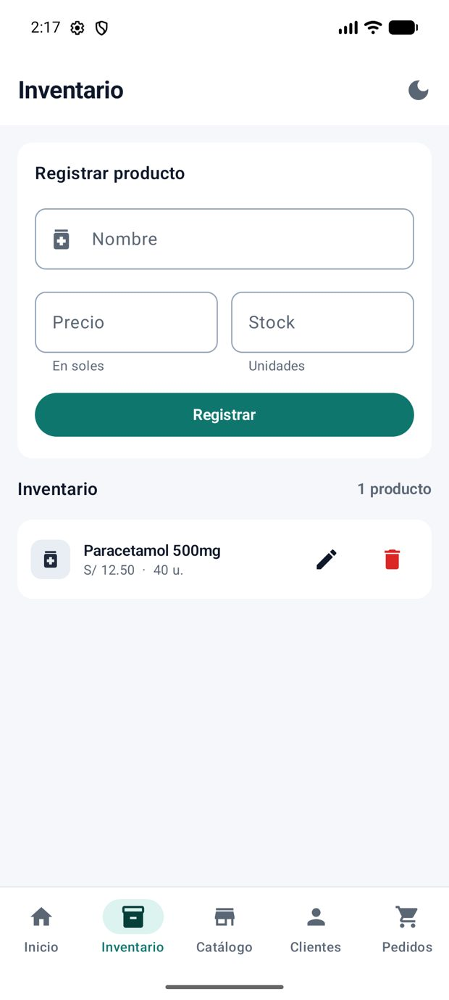 2:17
Inventario
Registrar producto
Nombre
Precio
Stock
En soles
Unidades
Registrar
Inventario
1 producto
Paracetamol 500mg
S/ 12.50 · 40 u.
Inicio
Inventario
Catálogo
Clientes
Pedidos